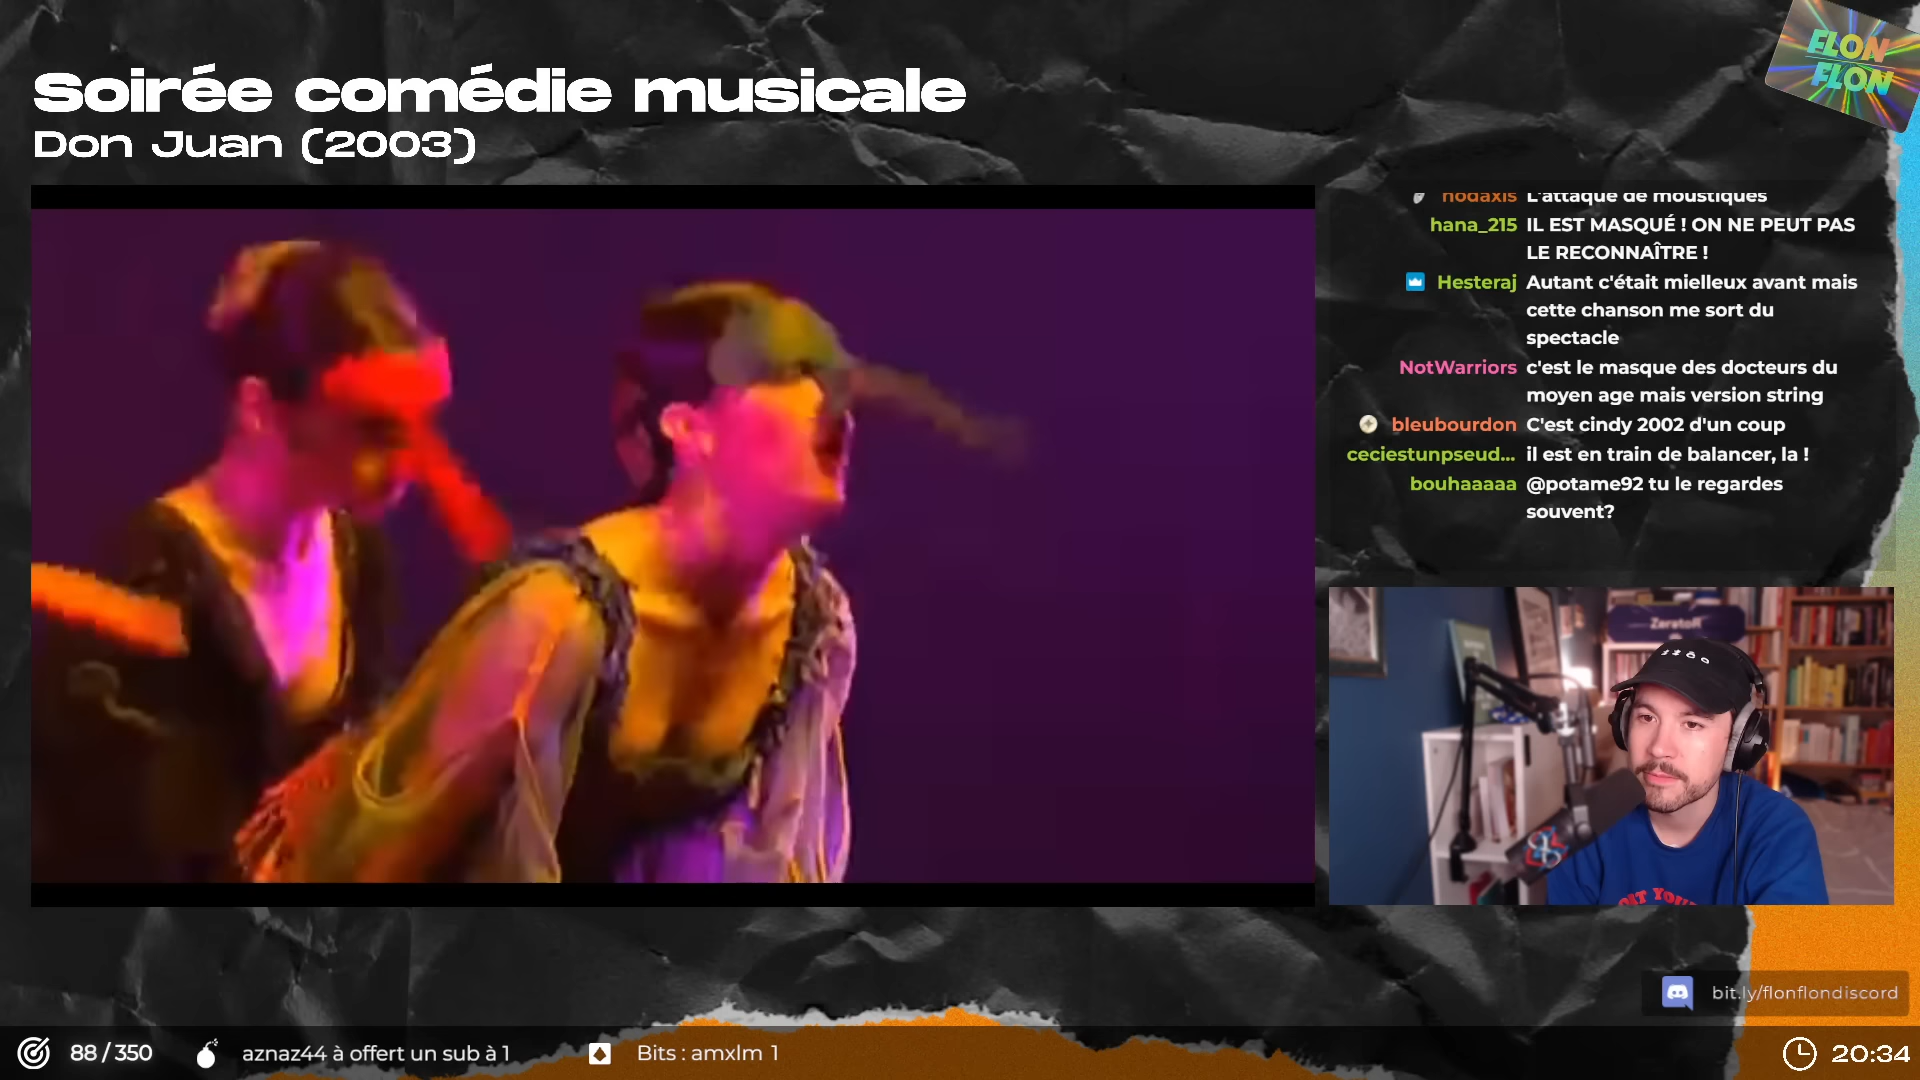 Soirée comédie musicale
Don Juan (2003)
FLON
FLON
nodaxis L'attaque de moustiques
hana_215 IL EST MASQUÉ ! ON NE PEUT PAS
LE RECONNAÎTRE !
Hesteraj Autant c'était mielleux avant mais
cette chanson me sort du
spectacle
NotWarriors c'est le masque des docteurs du
moyen age mais version string
bleubourdon C'est cindy 2002 d'un coup
ceciestunpseud... il est en train de balancer, la !
bouhaaaaa @potame92 tu le regardes
souvent?
ZeratoR
bit.ly/flonflondiscord
88 / 350
aznaz44 à offert un sub à 1
Bits : amxlm 1
20:34